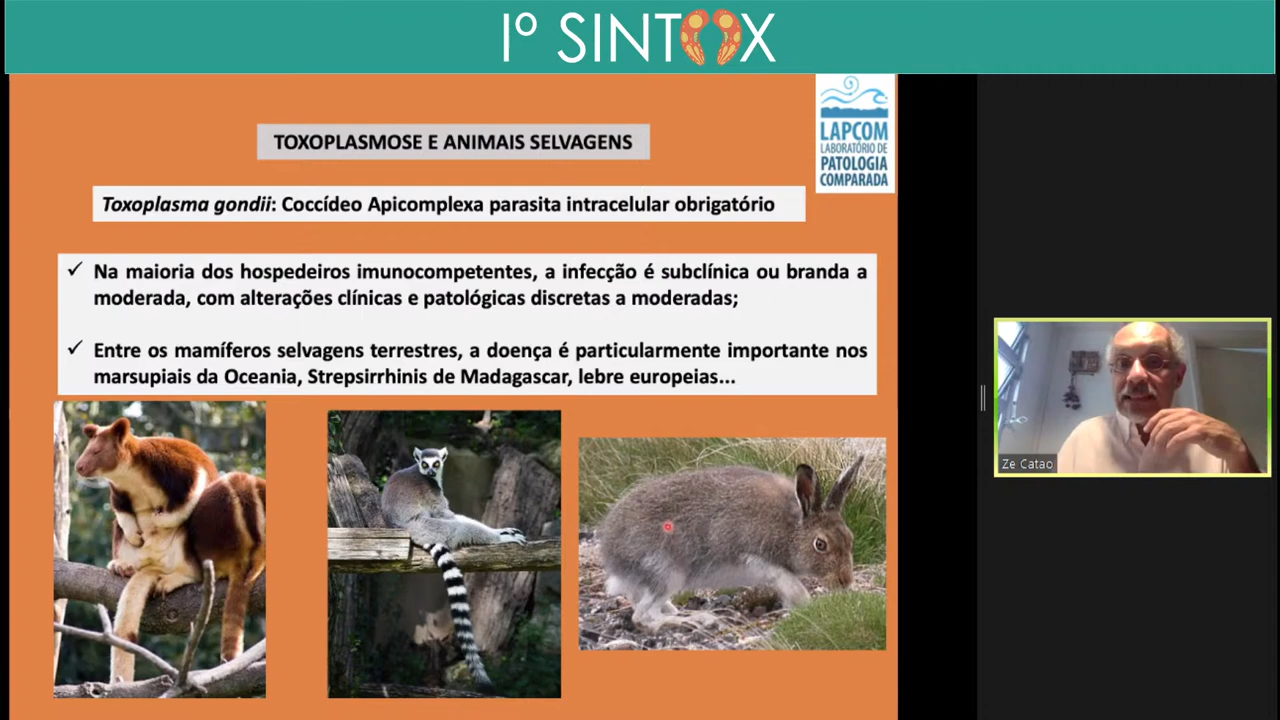 Iº SINTOX
LAPCOM
LABORATÓRIO DE
PATOLOGIA
COMPARADA
TOXOPLASMOSE E ANIMAIS SELVAGENS
Toxoplasma gondii: Coccídeo Apicomplexa parasita intracelular obrigatório
✓ Na maioria dos hospedeiros imunocompetentes, a infecção é subclínica ou branda a
moderada, com alterações clínicas e patológicas discretas a moderadas;
✓ Entre os mamíferos selvagens terrestres, a doença é particularmente importante nos
marsupiais da Oceania, Strepsirrhinis de Madagascar, lebre europeias...
Ze Catao